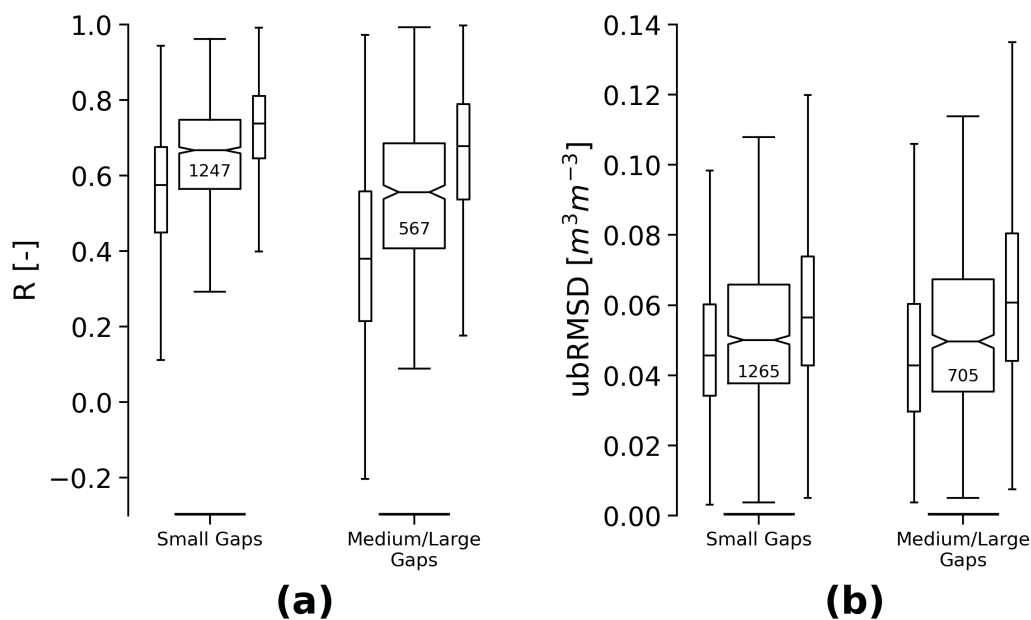 R [-]
1.0
0.8
0.6
0.4
0.2
0.0
−0.2
1247
567
Small Gaps
Medium/Large
Gaps
(a)
ubRMSD [m³m⁻³]
0.14
0.12
0.10
0.08
0.06
0.04
0.02
0.00
1265
705
Small Gaps
Medium/Large
Gaps
(b)